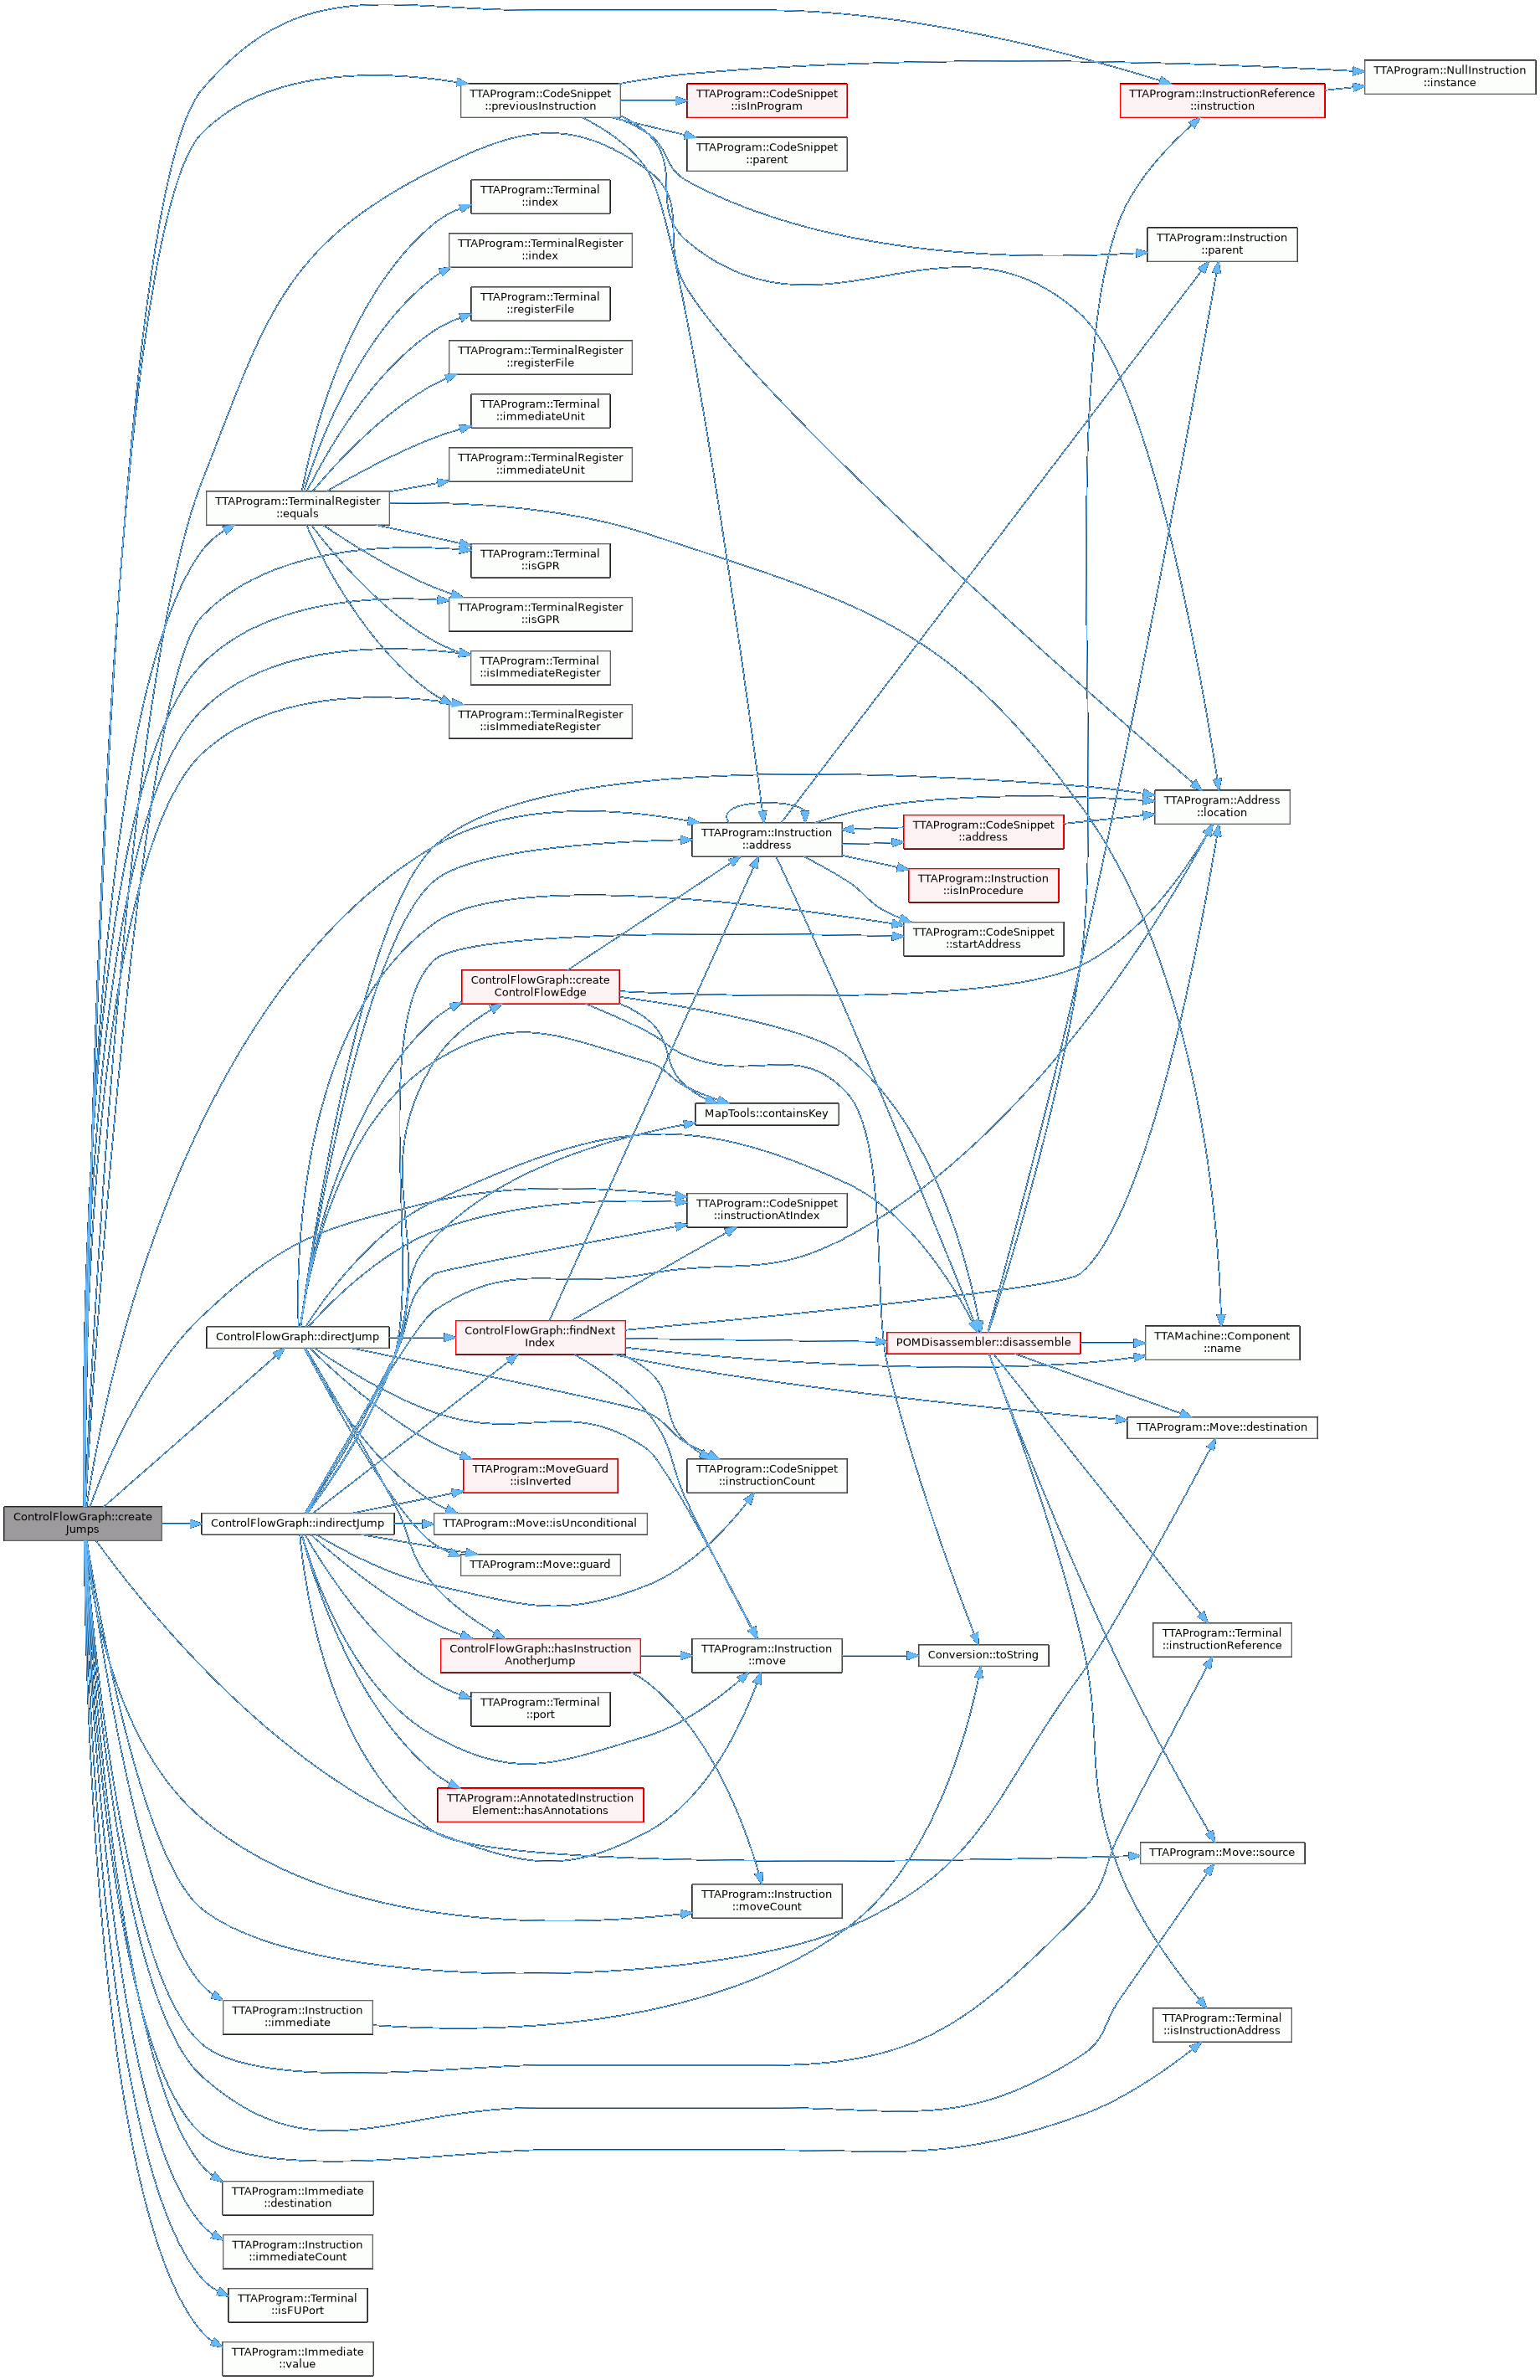 TTAProgram::NullInstruction
::instance
TTAProgram::CodeSnippet
::previousInstruction
TTAProgram::CodeSnippet
::isInProgram
TTAProgram::InstructionReference
::instruction
TTAProgram::CodeSnippet
::parent
TTAProgram::Terminal
::index
TTAProgram::TerminalRegister
::index
TTAProgram::Instruction
::parent
TTAProgram::Terminal
::registerFile
TTAProgram::TerminalRegister
::registerFile
TTAProgram::Terminal
::immediateUnit
TTAProgram::TerminalRegister
::immediateUnit
TTAProgram::TerminalRegister
::equals
TTAProgram::Terminal
::isGPR
TTAProgram::TerminalRegister
::isGPR
TTAProgram::Terminal
::isImmediateRegister
TTAProgram::TerminalRegister
::isImmediateRegister
TTAProgram::Address
::location
TTAProgram::Instruction
::address
TTAProgram::CodeSnippet
::address
TTAProgram::Instruction
::isInProcedure
TTAProgram::CodeSnippet
::startAddress
ControlFlowGraph::create
ControlFlowEdge
MapTools::containsKey
TTAProgram::CodeSnippet
::instructionAtIndex
ControlFlowGraph::directJump
ControlFlowGraph::findNext
Index
POMDisassembler::disassemble
TTAMachine::Component
::name
TTAProgram::Move::destination
TTAProgram::MoveGuard
::isInverted
TTAProgram::CodeSnippet
::instructionCount
ControlFlowGraph::create
Jumps
ControlFlowGraph::indirectJump
TTAProgram::Move::isUnconditional
TTAProgram::Move::guard
ControlFlowGraph::hasInstruction
AnotherJump
TTAProgram::Instruction
::move
Conversion::toString
TTAProgram::Terminal
::instructionReference
TTAProgram::Terminal
::port
TTAProgram::AnnotatedInstruction
Element::hasAnnotations
TTAProgram::Move::source
TTAProgram::Instruction
::moveCount
TTAProgram::Instruction
::immediate
TTAProgram::Terminal
::isInstructionAddress
TTAProgram::Immediate
::destination
TTAProgram::Instruction
::immediateCount
TTAProgram::Terminal
::isFUPort
TTAProgram::Immediate
::value